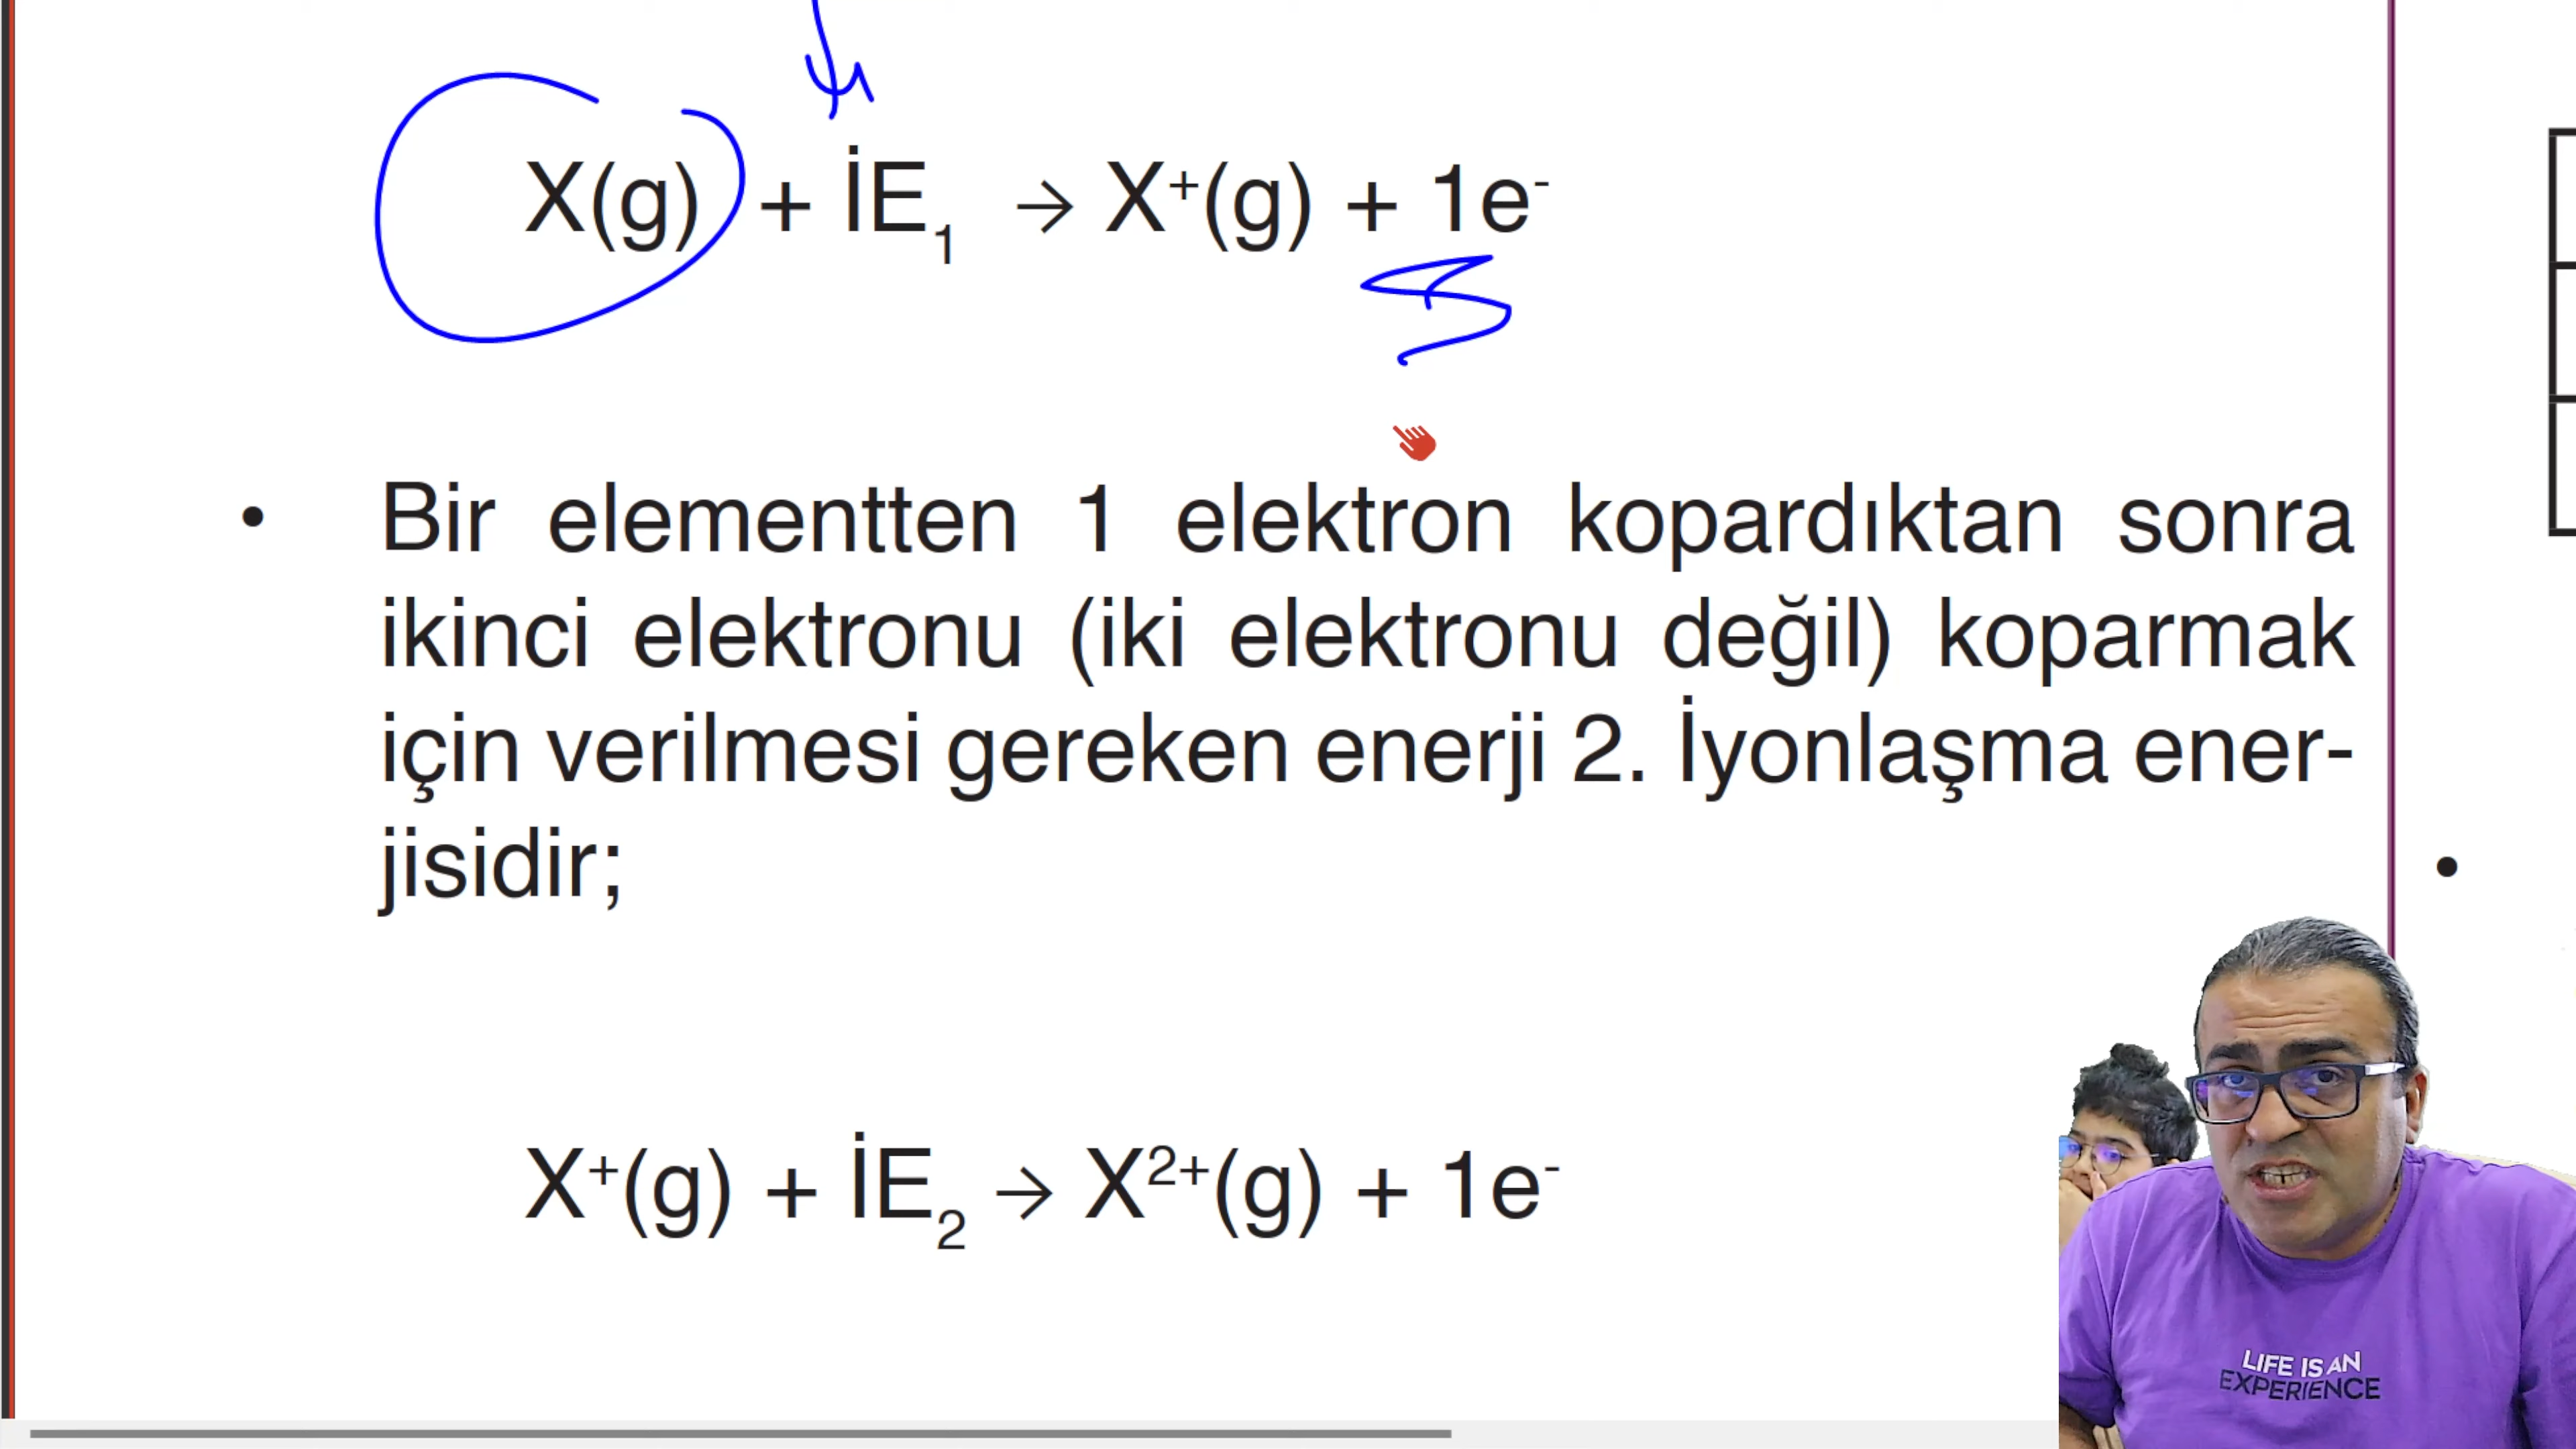 X(g) + İE₁ → X⁺(g) + 1e⁻
• Bir elementten 1 elektron kopardıktan sonra
ikinci elektronu (iki elektronu değil) koparmak
için verilmesi gereken enerji 2. İyonlaşma ener-
jisidir;
X⁺(g) + İE₂ → X²⁺(g) + 1e⁻
•
LIFE IS AN
EXPERIENCE